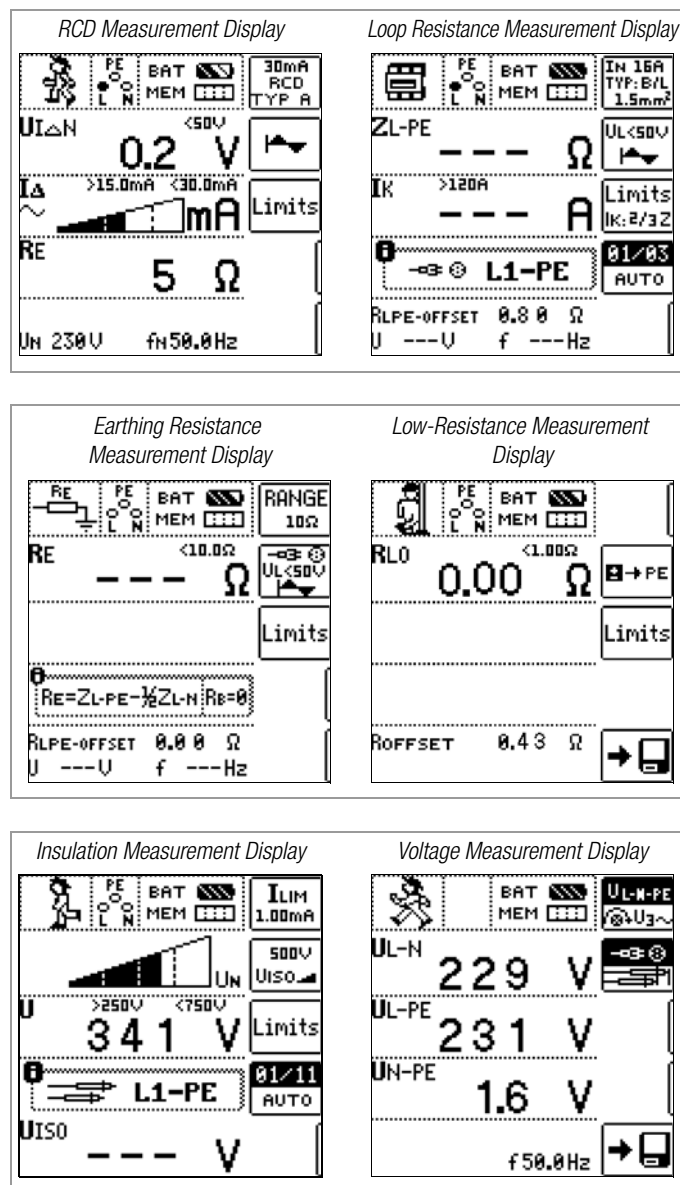 RCD Measurement Display
PE
L N
BAT
MEM
30mA
RCD
TYP A
UI∆N
<50V
0.2 V
I∆
~
>15.0mA <30.0mA
mA
Limits
RE
5 Ω
UN 230V fN50.0Hz
Loop Resistance Measurement Display
PE
L N
BAT
MEM
IN 16A
TYP: B/L
1.5mm²
ZL-PE
--- Ω
UL<50V
IK
>120A
--- A
Limits
IK:2/3Z
L1-PE
01/03
AUTO
RLPE-OFFSET 0.80 Ω
U ---V f ---Hz
Earthing Resistance
Measurement Display
RE
PE
L N
BAT
MEM
RANGE
10Ω
RE
<10.0Ω
--- Ω
UL<50V
Limits
RE=ZL-PE-½ZL-N RB=0
RLPE-OFFSET 0.00 Ω
U ---V f ---Hz
Low-Resistance Measurement
Display
PE
L N
BAT
MEM
RLO
<1.00Ω
0.00 Ω
→PE
Limits
ROFFSET 0.43 Ω
Insulation Measurement Display
PE
L N
BAT
MEM
ILIM
1.00mA
UN
500V
UISO
U
>250V <750V
341 V
Limits
L1-PE
01/11
AUTO
UISO
--- V
Voltage Measurement Display
BAT
MEM
UL-N-PE
U3~
UL-N
229 V
UL-PE
231 V
UN-PE
1.6 V
f50.0Hz